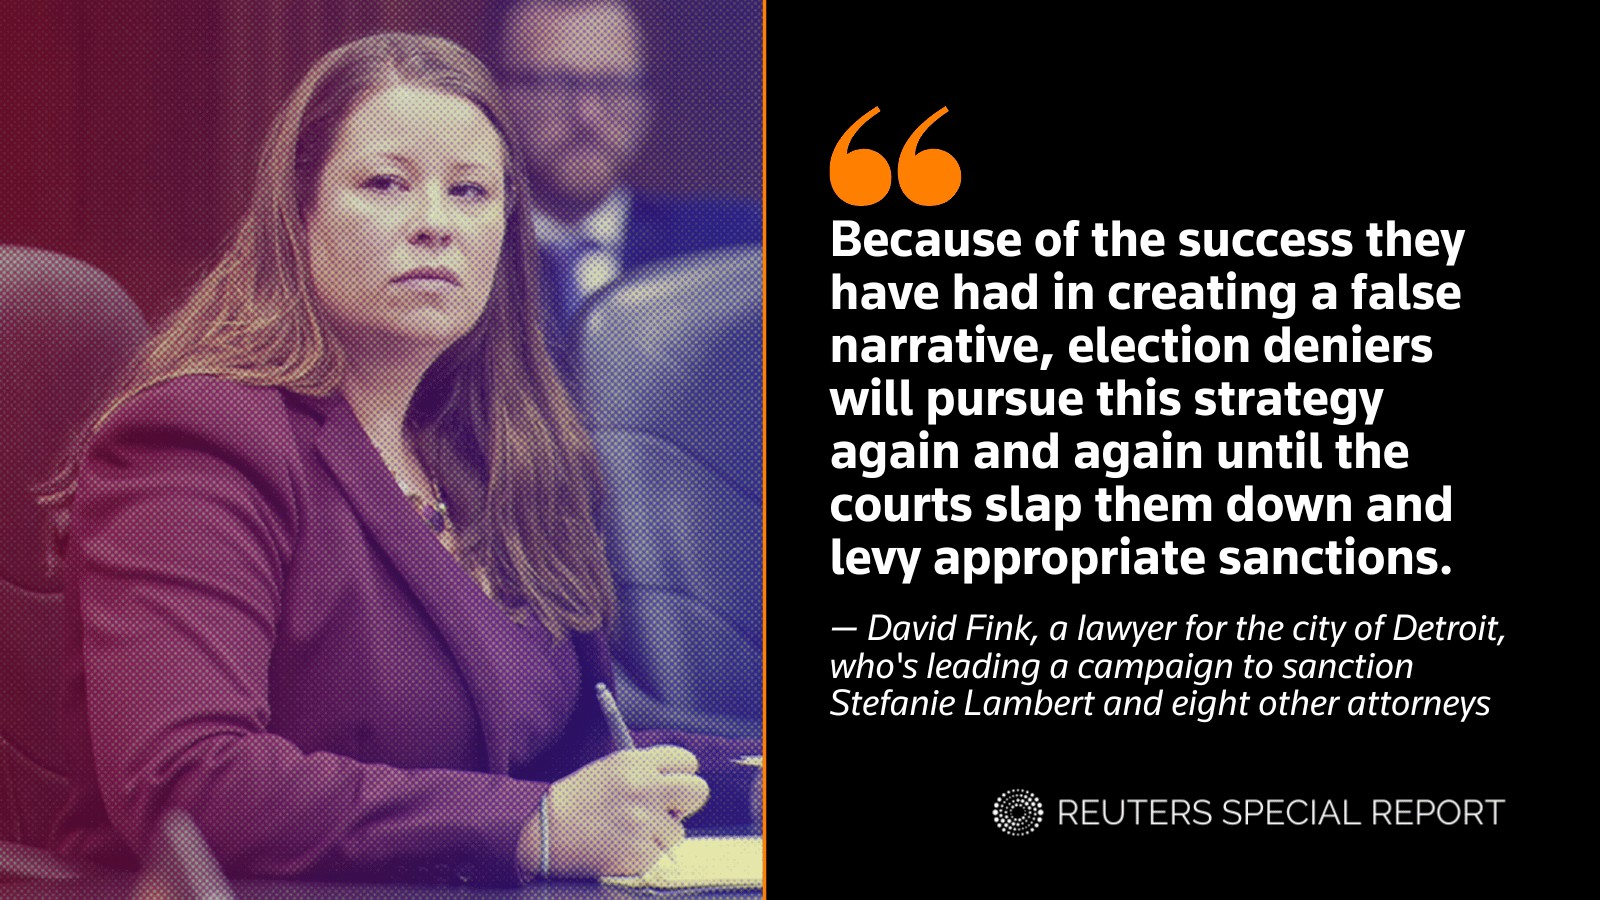 “
Because of the success they
have had in creating a false
narrative, election deniers
will pursue this strategy
again and again until the
courts slap them down and
levy appropriate sanctions.
— David Fink, a lawyer for the city of Detroit,
who's leading a campaign to sanction
Stefanie Lambert and eight other attorneys
REUTERS SPECIAL REPORT